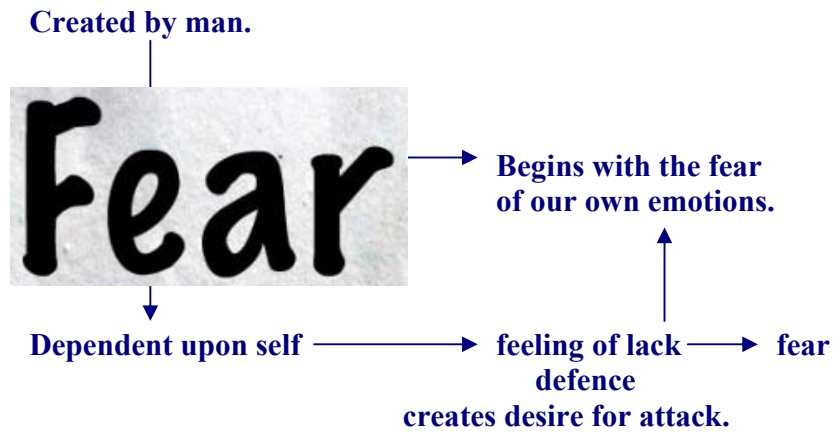 Created by man.
Fear
Begins with the fear
of our own emotions.
Dependent upon self
feeling of lack
fear
defence
creates desire for attack.